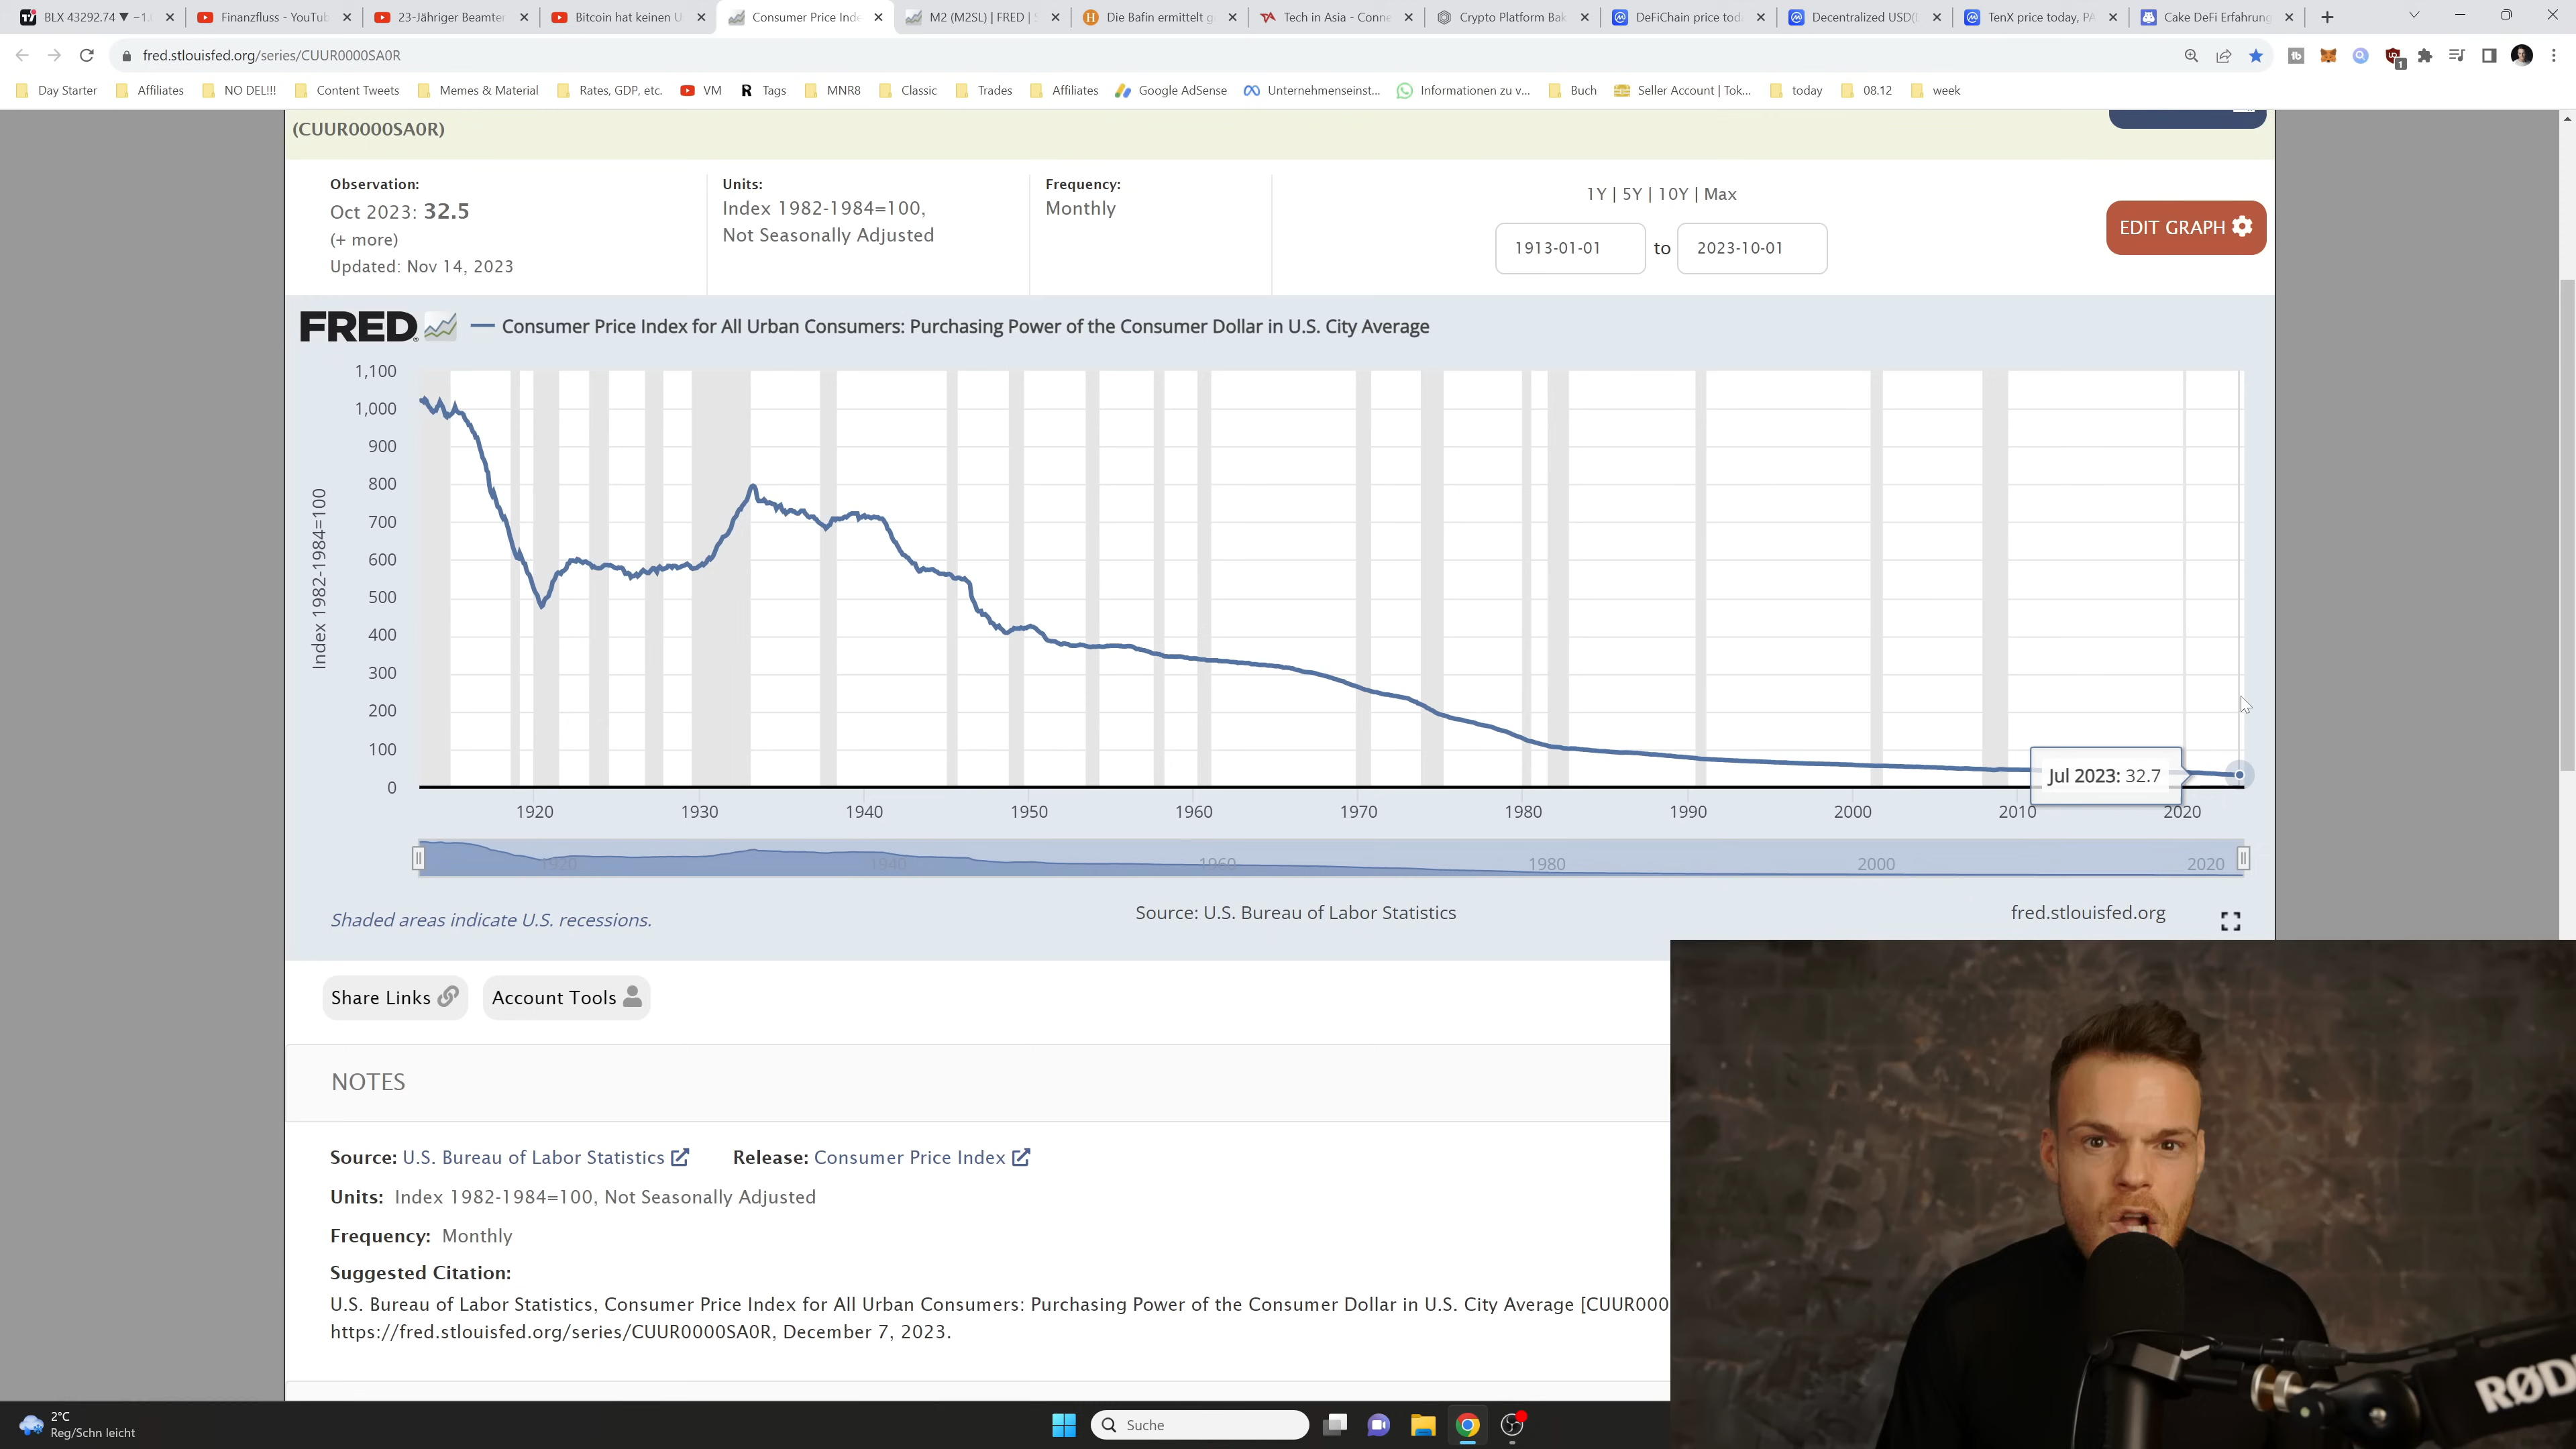 BLX 43292.74 ▼ −1.
Finanzfluss - YouTub
23-Jähriger Beamter
Bitcoin hat keinen U
Consumer Price Inde
M2 (M2SL) | FRED | S
Die Bafin ermittelt g
Tech in Asia - Conne
Crypto Platform Bak
DeFiChain price toda
Decentralized USD(
TenX price today, PA
Cake DeFi Erfahrung
fred.stlouisfed.org/series/CUUR0000SA0R
1
Day Starter
Affiliates
NO DEL!!!
Content Tweets
Memes & Material
Rates, GDP, etc.
VM
Tags
MNR8
Classic
Trades
Affiliates
Google AdSense
Unternehmenseinst...
Informationen zu v...
Buch
Seller Account | Tok...
today
08.12
week
(CUUR0000SA0R)
Observation:
Oct 2023: 32.5
(+ more)
Updated: Nov 14, 2023
Units:
Index 1982-1984=100,
Not Seasonally Adjusted
Frequency:
Monthly
1Y | 5Y | 10Y | Max
1913-01-01 to 2023-10-01
EDIT GRAPH
FRED
Consumer Price Index for All Urban Consumers: Purchasing Power of the Consumer Dollar in U.S. City Average
Index 1982-1984=100
1,100
1,000
900
800
700
600
500
400
300
200
100
0
Jul 2023: 32.7
1920 1930 1940 1950 1960 1970 1980 1990 2000 2010 2020
1920 1940 1960 1980 2000 2020
Shaded areas indicate U.S. recessions.
Source: U.S. Bureau of Labor Statistics
fred.stlouisfed.org
Share Links
Account Tools
NOTES
Source: U.S. Bureau of Labor Statistics
Release: Consumer Price Index
Units: Index 1982-1984=100, Not Seasonally Adjusted
Frequency: Monthly
Suggested Citation:
U.S. Bureau of Labor Statistics, Consumer Price Index for All Urban Consumers: Purchasing Power of the Consumer Dollar in U.S. City Average [CUUR000
https://fred.stlouisfed.org/series/CUUR0000SA0R, December 7, 2023.
RØD
2°C
Reg/Schn leicht
Suche